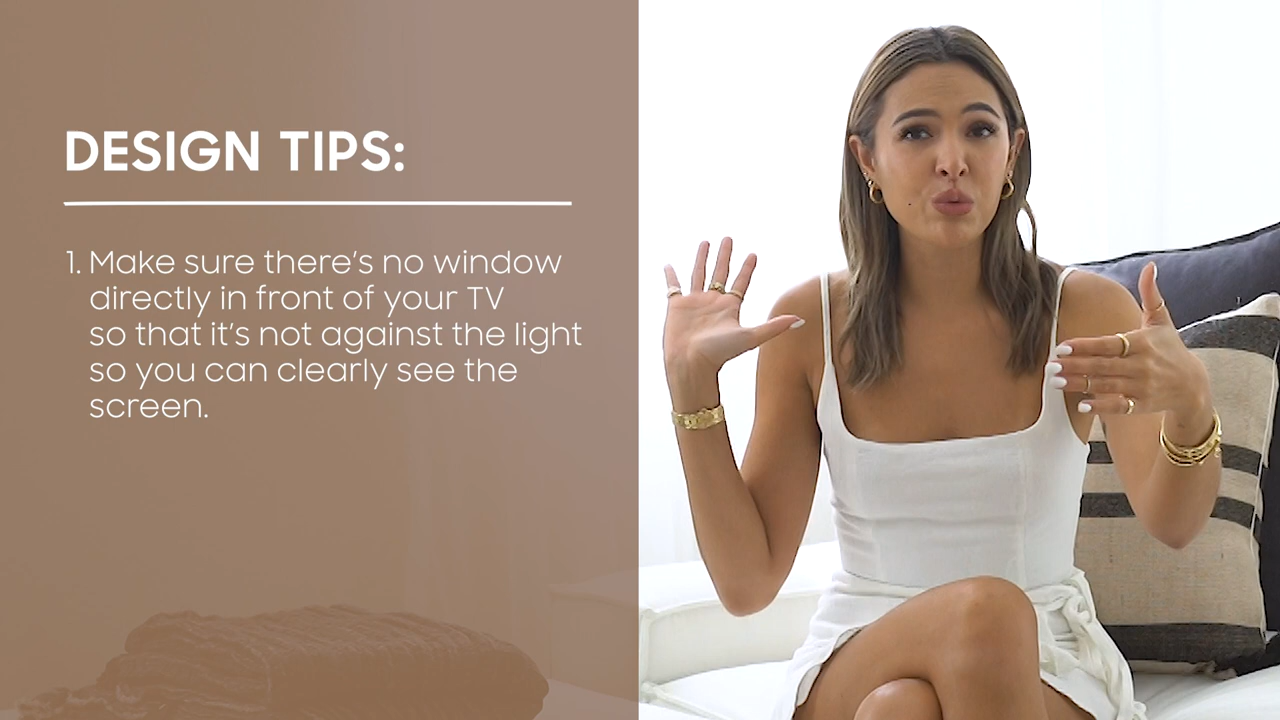 DESIGN TIPS:
1. Make sure there's no window
directly in front of your TV
so that it's not against the light
so you can clearly see the
screen.